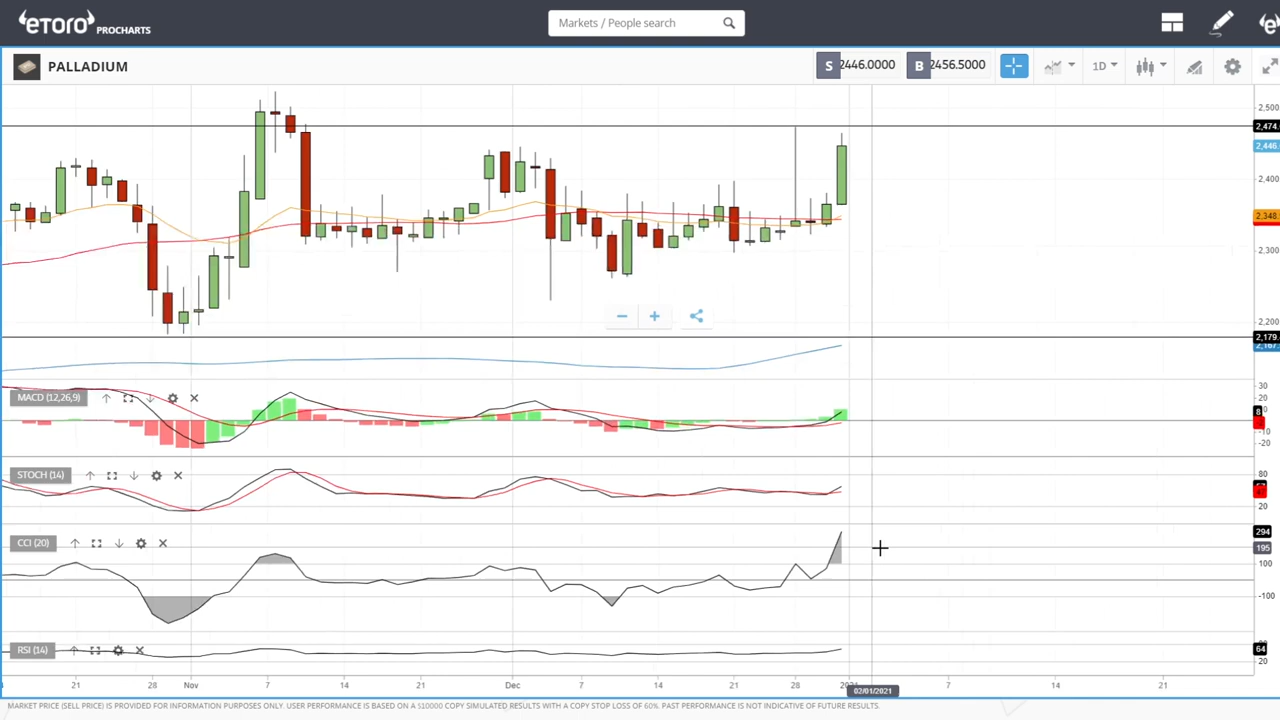 eToro PROCHARTS
Markets / People search
PALLADIUM
S 2446.0000
B 2456.5000
1D
2,500
2,474.
2,446.
2,400
2,348.
2,300
2,200
2,179.
MACD (12,26,9)
30
20
8
-10
-20
STOCH (14)
80
20
CCI (20)
294
195
100
-100
RSI (14)
64
20
21
28
Nov
7
14
21
Dec
7
14
21
28
02/01/2021
7
14
21
MARKET PRICE (SELL PRICE) IS PROVIDED FOR INFORMATION PURPOSES ONLY. USER PERFORMANCE IS BASED ON A $10000 COPY SIMULATED RESULTS WITH A COPY STOP LOSS OF 60%. PAST PERFORMANCE IS NOT INDICATIVE OF FUTURE RESULTS.